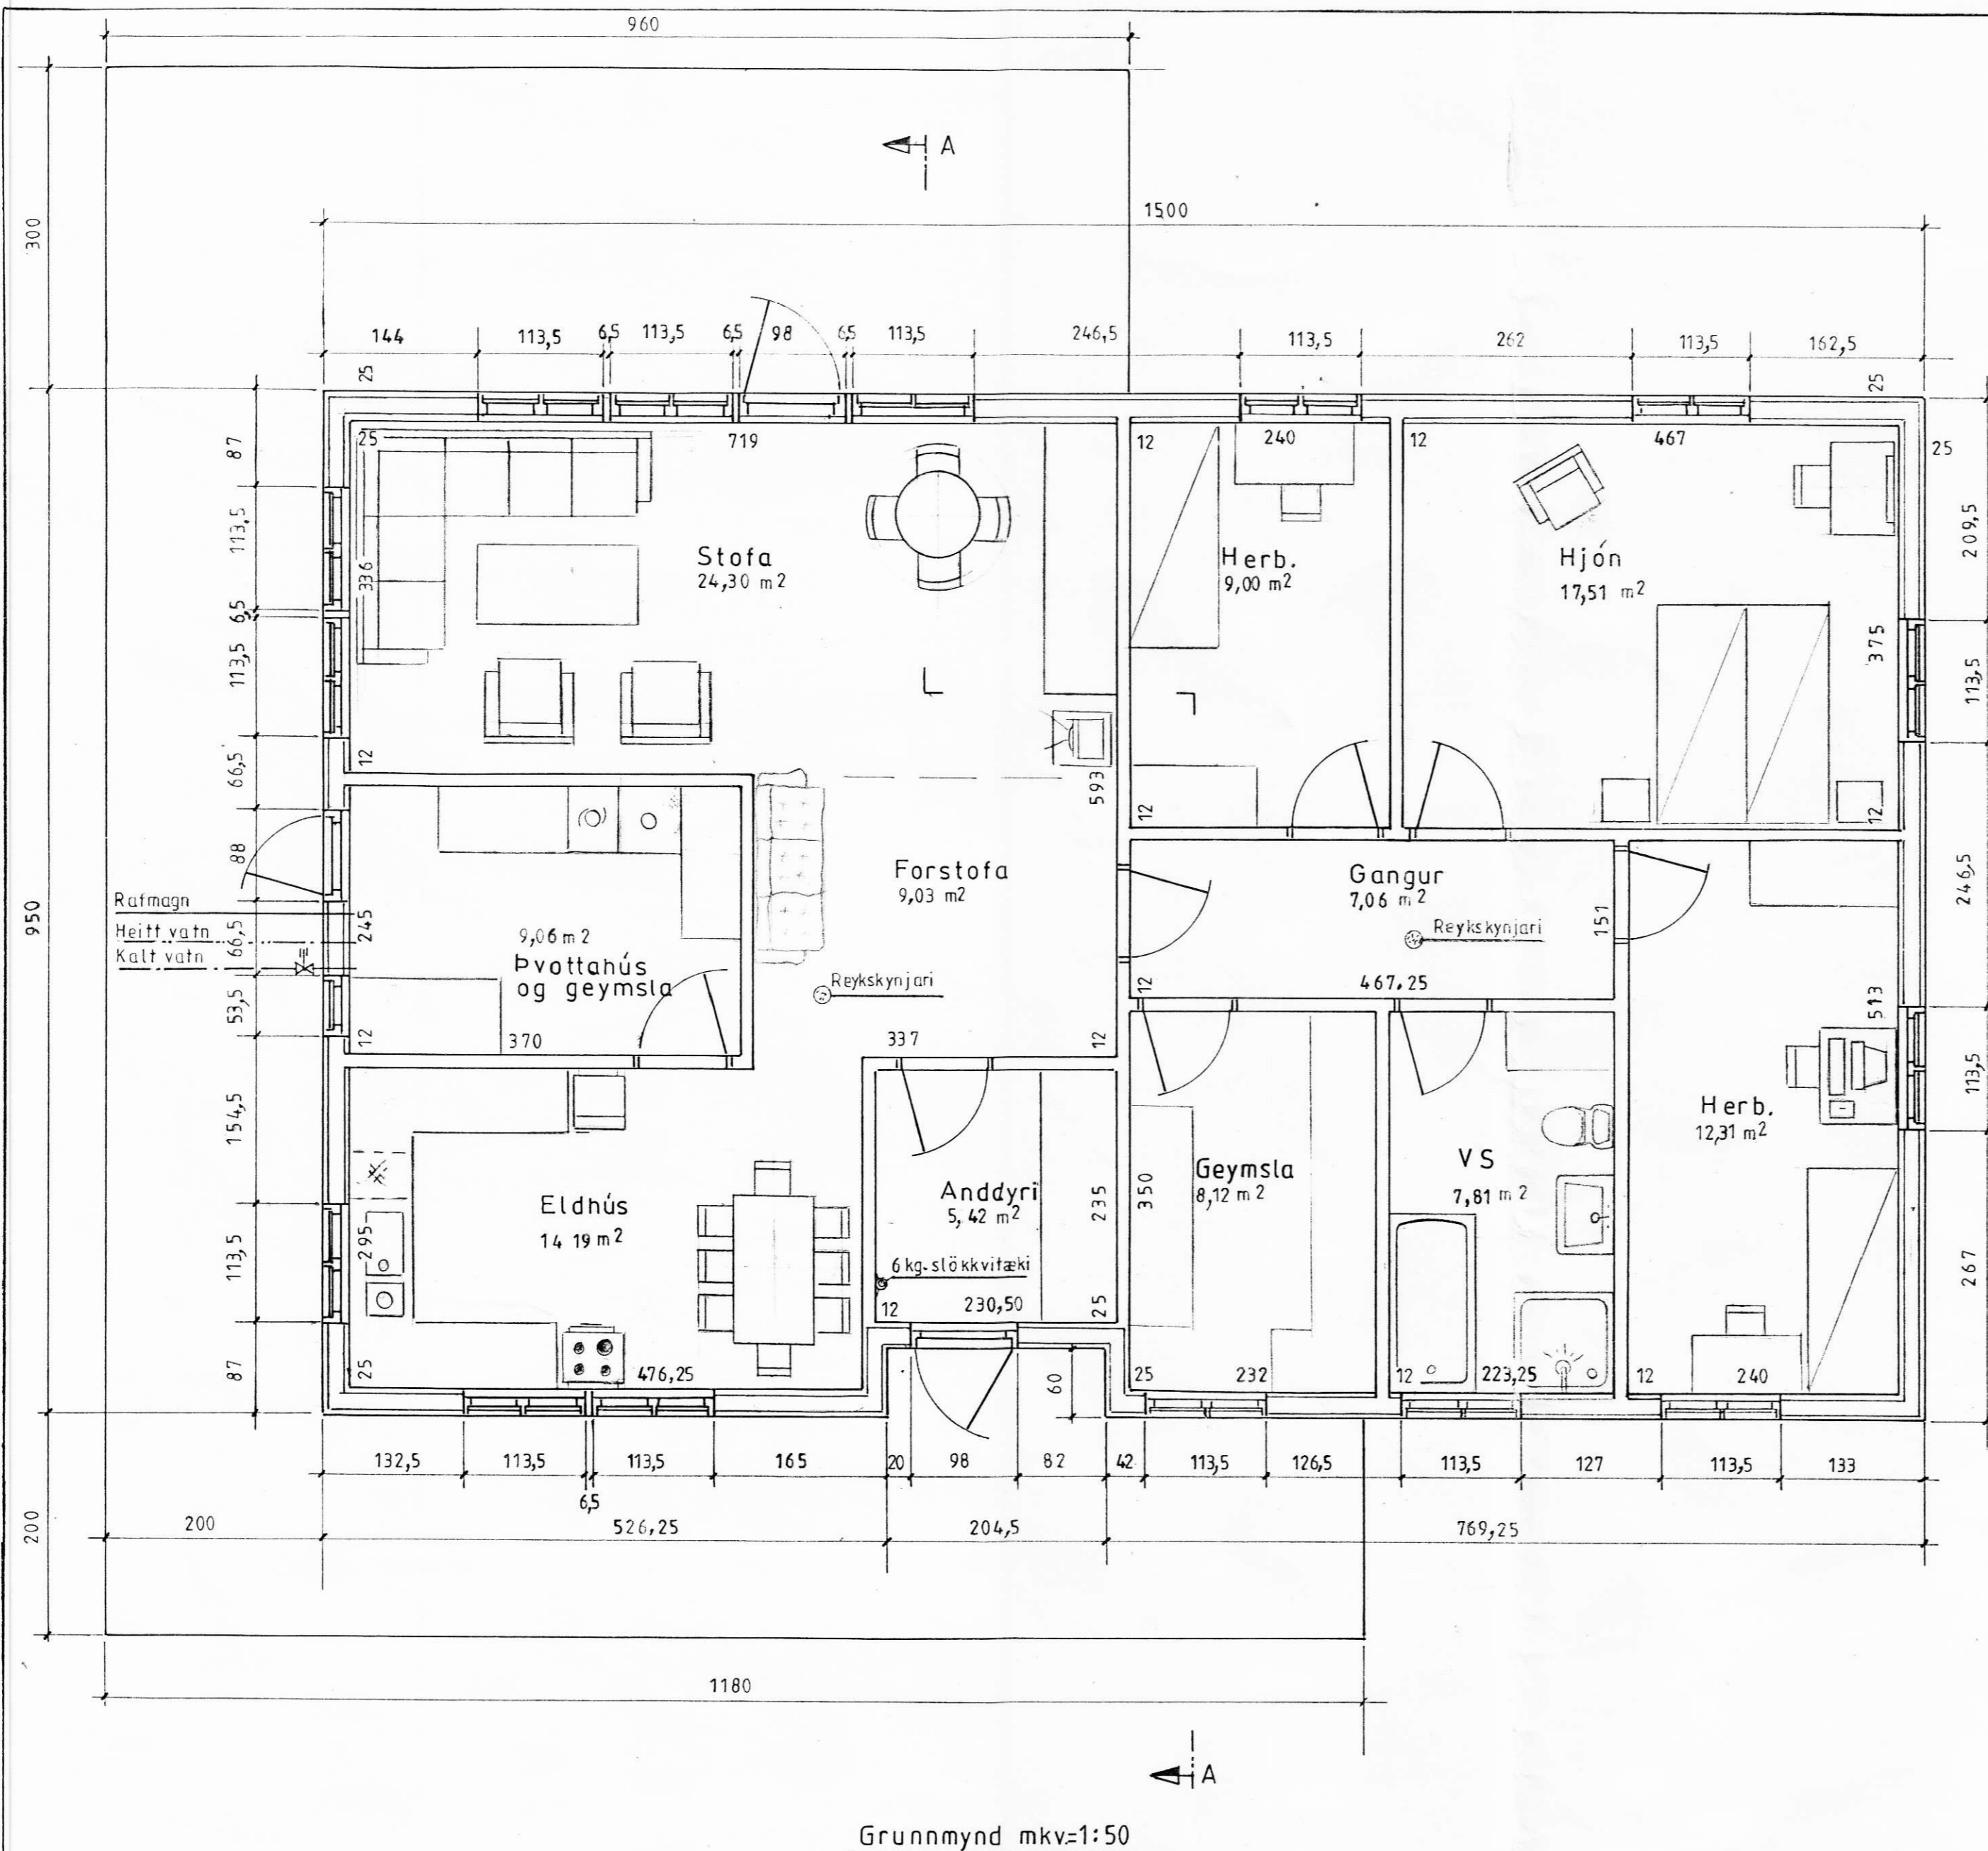 960
A
300
1500
144
113,5
6,5
113,5
6,5
98
6,5
113,5
246,5
113,5
262
113,5
162,5
25
25
87
25
719
12
240
12
467
25
113,5
336
Stofa
24,30 m2
Herb.
9,00 m2
Hjón
17,51 m2
209,5
6,5
113,5
375
113,5
66,5
12
593
12
12
88
950
Rafmagn
Heitt vatn
Kalt vatn
66,5
245
9,06 m2
Þvottahús
og geymsla
Forstofa
9,03 m2
Reykskynjari
Gangur
7,06 m2
Reykskynjari
151
246,5
12
467,25
53,5
12
370
337
12
513
113,5
154,5
Eldhús
14 19 m2
295
Anddyri
5,42 m2
235
350
Geymsla
8,12 m2
VS
7,81 m2
Herb.
12,31 m2
113,5
6 kg. slökkvitæki
267
12
230,50
25
87
25
476,25
60
25
232
12
223,25
12
240
132,5
113,5
113,5
165
20
98
82
42
113,5
126,5
113,5
127
113,5
133
6,5
200
200
526,25
204,5
769,25
1180
A
Grunnmynd mkv.=1:50